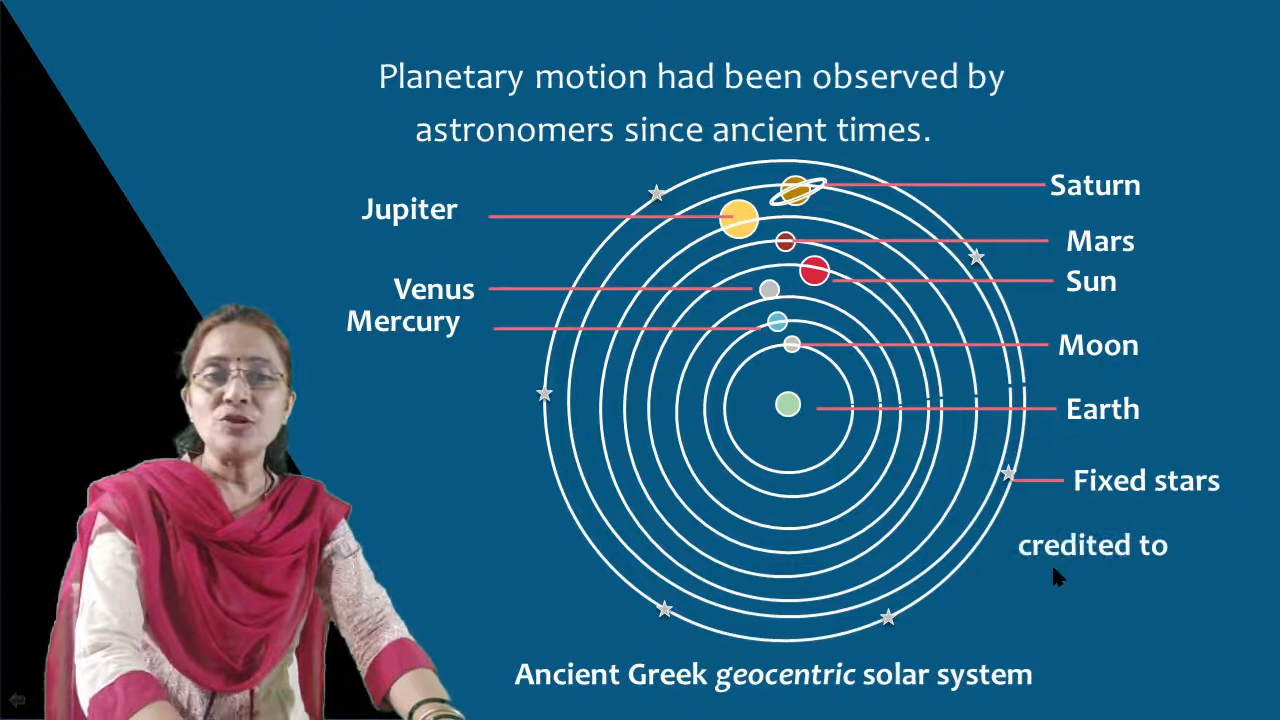 Planetary motion had been observed by
astronomers since ancient times.
Saturn
Jupiter
Mars
Sun
Venus
Mercury
Moon
Earth
Fixed stars
credited to
Ancient Greek geocentric solar system